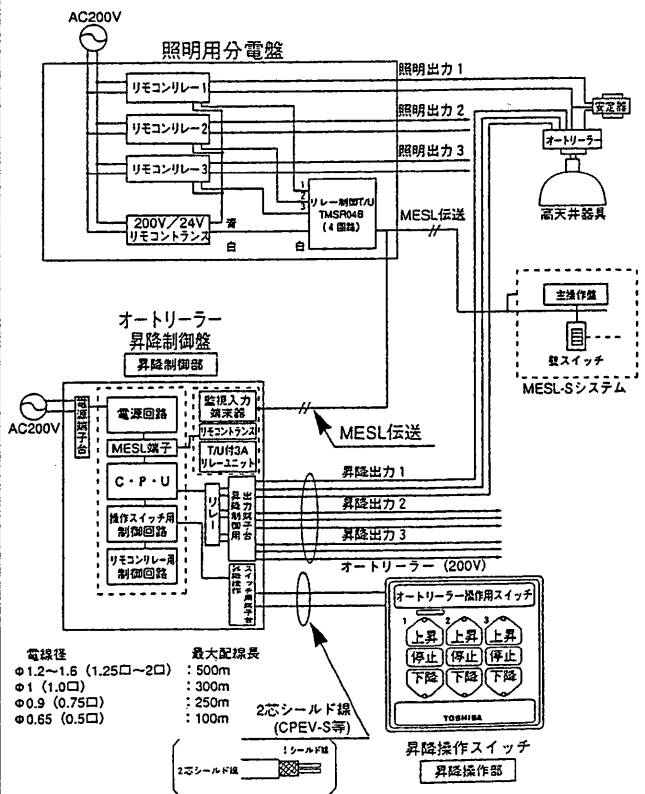 AC200V
照明用分電盤
照明出力1
リモコンリレー1
安定器
照明出力2
リモコンリレー2
オートリーラー
照明出力3
リモコンリレー3
1
2
3
リレー制御T/U
TMSR04B
(4回路)
高天井器具
MESL伝送
200V/24V
リモコントランス
青
白
白
主操作盤
壁スイッチ
MESL-Sシステム
オートリーラー
昇降制御盤
昇降制御部
AC200V
電源端子台
電源回路
監視入力
端末器
リモコントランス
MESL端子
T/U付3A
リレーユニット
MESL伝送
C・P・U
リレー
昇降制御用
出力端子台
昇降出力1
昇降出力2
昇降出力3
オートリーラー(200V)
操作スイッチ用
制御回路
リモコンリレー用
制御回路
昇降操作
スイッチ用端子台
オートリーラー操作用スイッチ
1 2 3
上昇 上昇 上昇
停止 停止 停止
下降 下降 下降
TOSHIBA
昇降操作スイッチ
昇降操作部
電線径 最大配線長
Φ1.2～1.6 (1.25□～2□) :500m
Φ1 (1.0□) :300m
Φ0.9 (0.75□) :250m
Φ0.65 (0.5□) :100m
2芯シールド線
(CPEV-S等)
シールド線
2芯シールド線